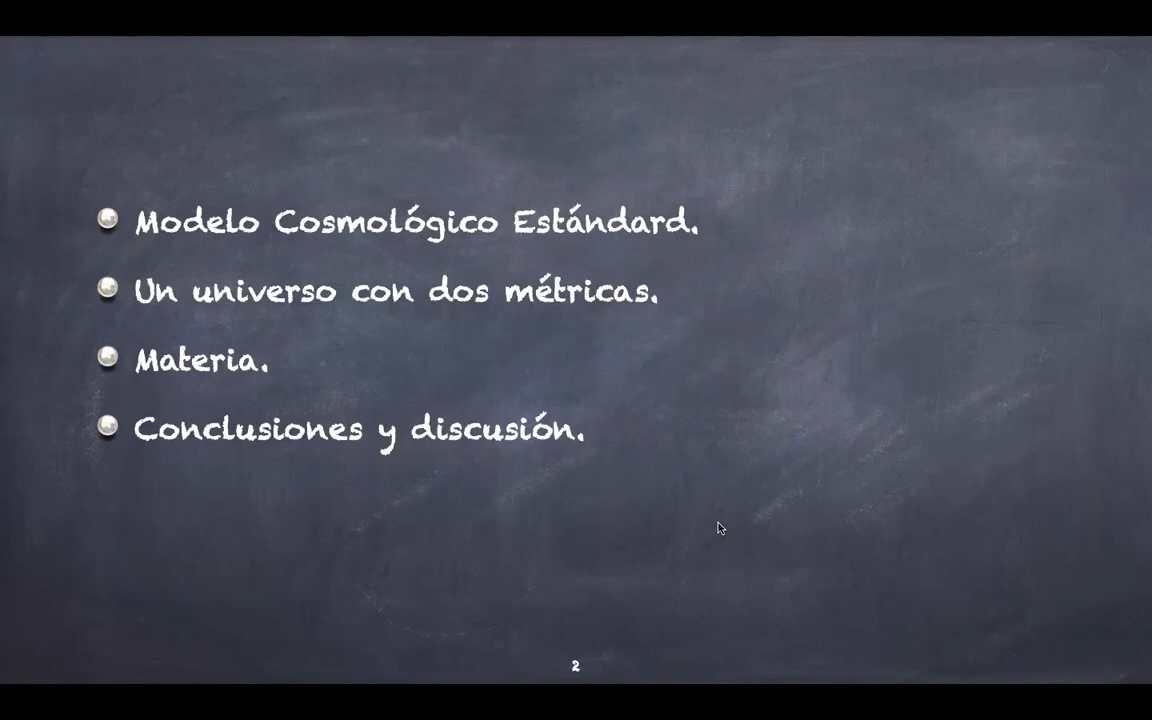 Modelo Cosmológico Estándard.
Un universo con dos métricas.
Materia.
Conclusiones y discusión.
2